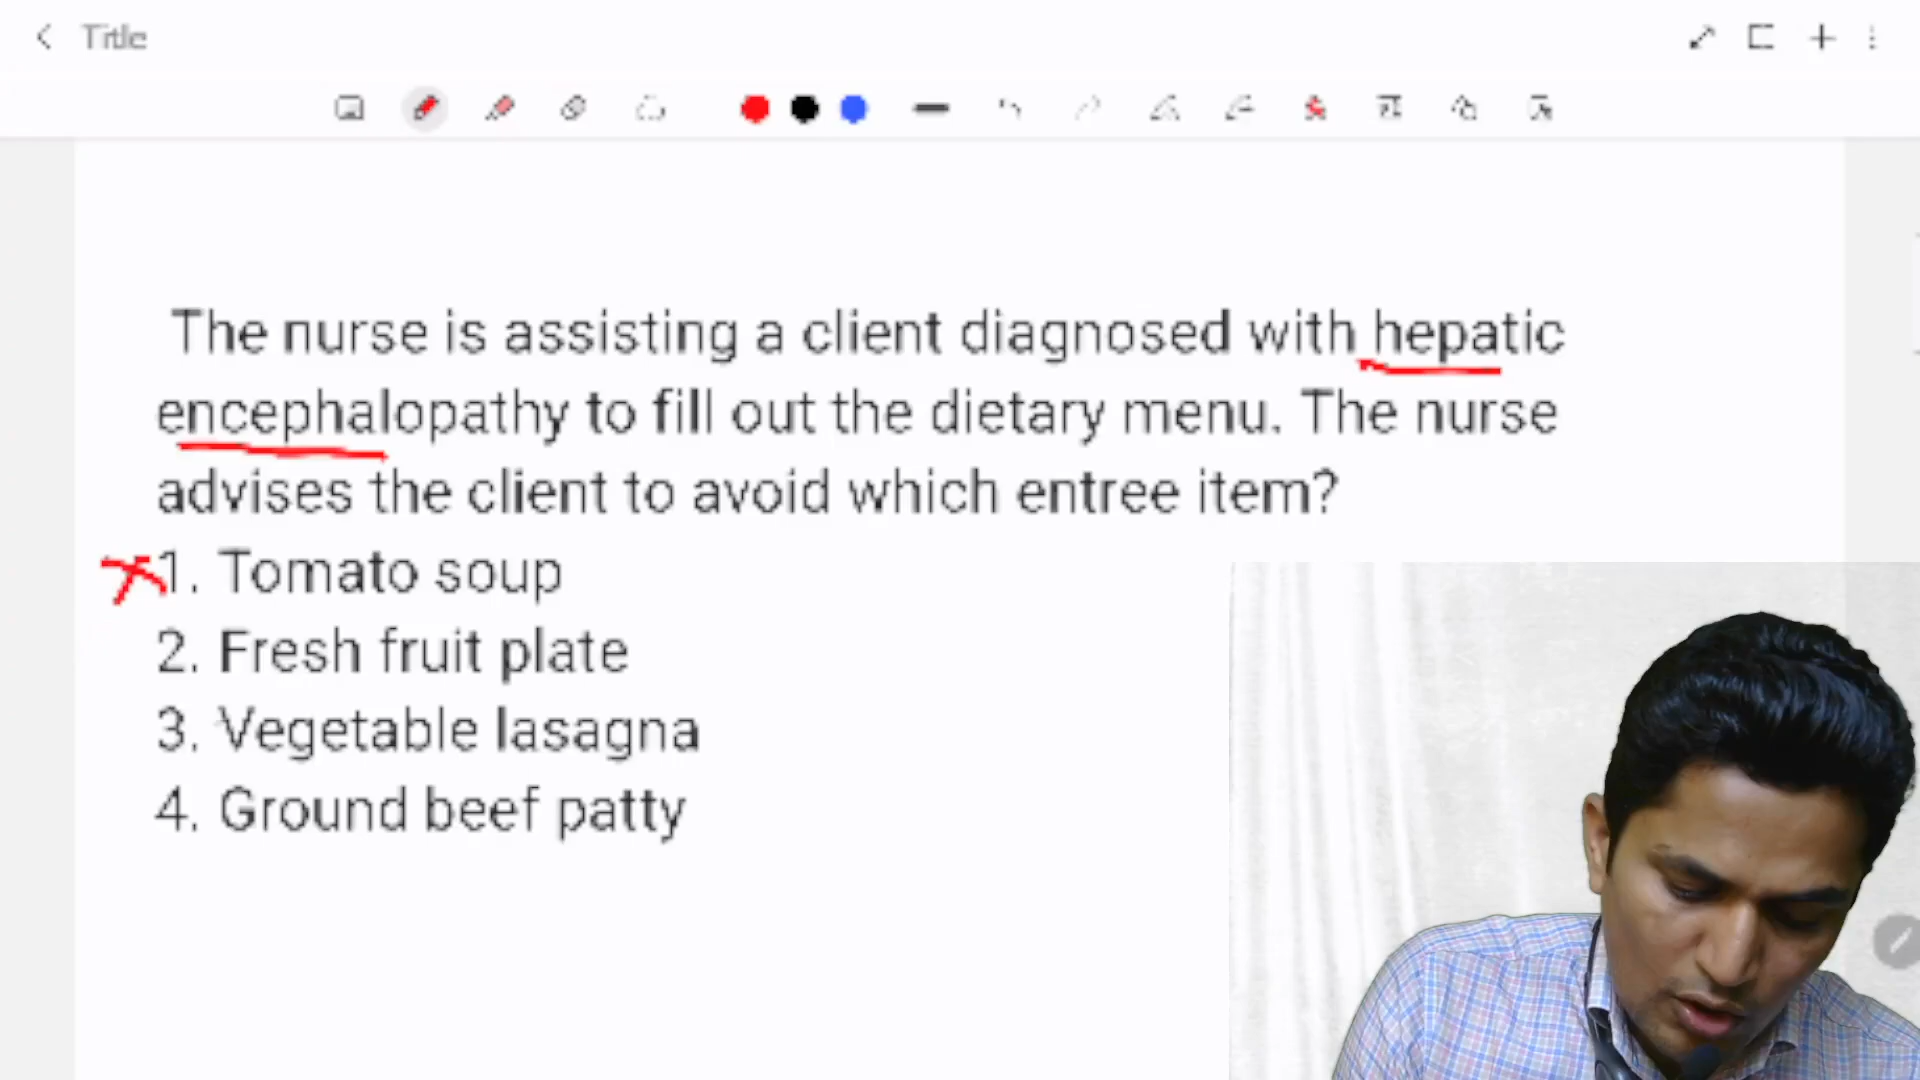 Title
The nurse is assisting a client diagnosed with hepatic
encephalopathy to fill out the dietary menu. The nurse
advises the client to avoid which entree item?
1. Tomato soup
2. Fresh fruit plate
3. Vegetable lasagna
4. Ground beef patty